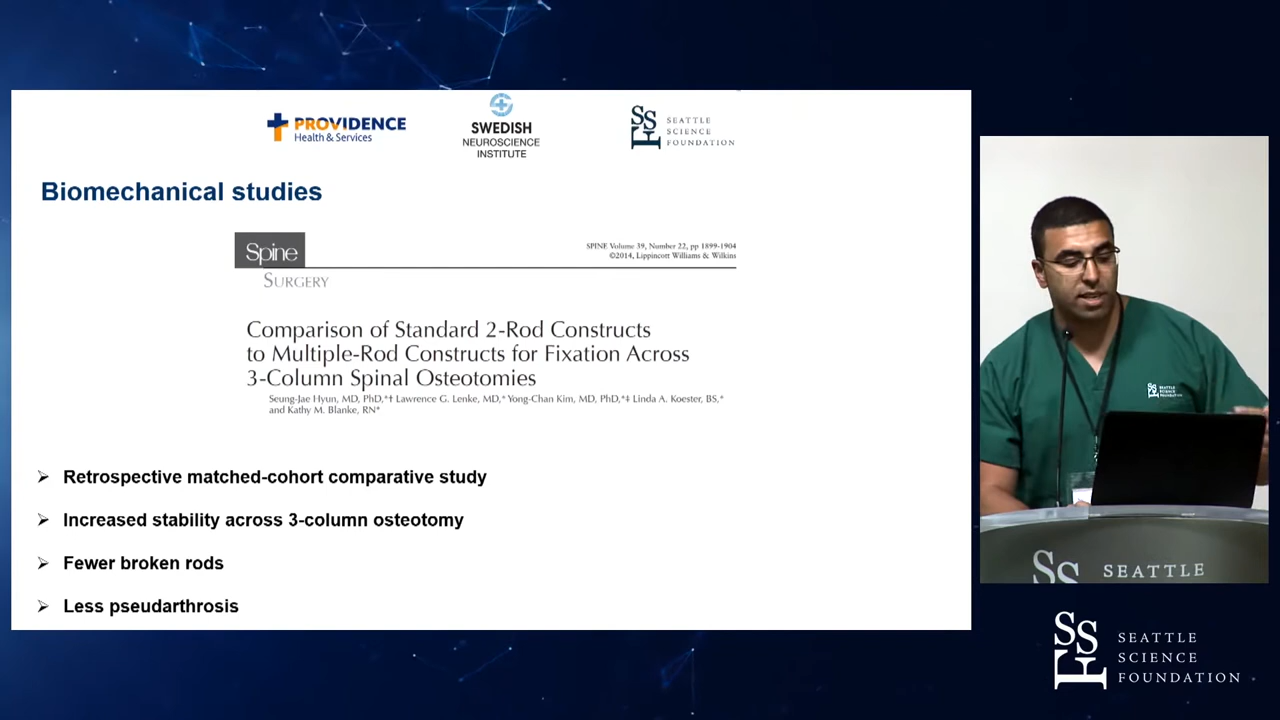 PROVIDENCE
Health & Services
SWEDISH
NEUROSCIENCE
INSTITUTE
SEATTLE
SCIENCE
FOUNDATION
Biomechanical studies
Spine
SPINE Volume 39, Number 22, pp 1899-1904
©2014, Lippincott Williams & Wilkins
SURGERY
Comparison of Standard 2-Rod Constructs
to Multiple-Rod Constructs for Fixation Across
3-Column Spinal Osteotomies
Seung-Jae Hyun, MD, PhD,*† Lawrence G. Lenke, MD,* Yong-Chan Kim, MD, PhD,*‡ Linda A. Koester, BS,*
and Kathy M. Blanke, RN*
➢ Retrospective matched-cohort comparative study
➢ Increased stability across 3-column osteotomy
➢ Fewer broken rods
➢ Less pseudarthrosis
SEATTLE
SEATTLE
SCIENCE
FOUNDATION